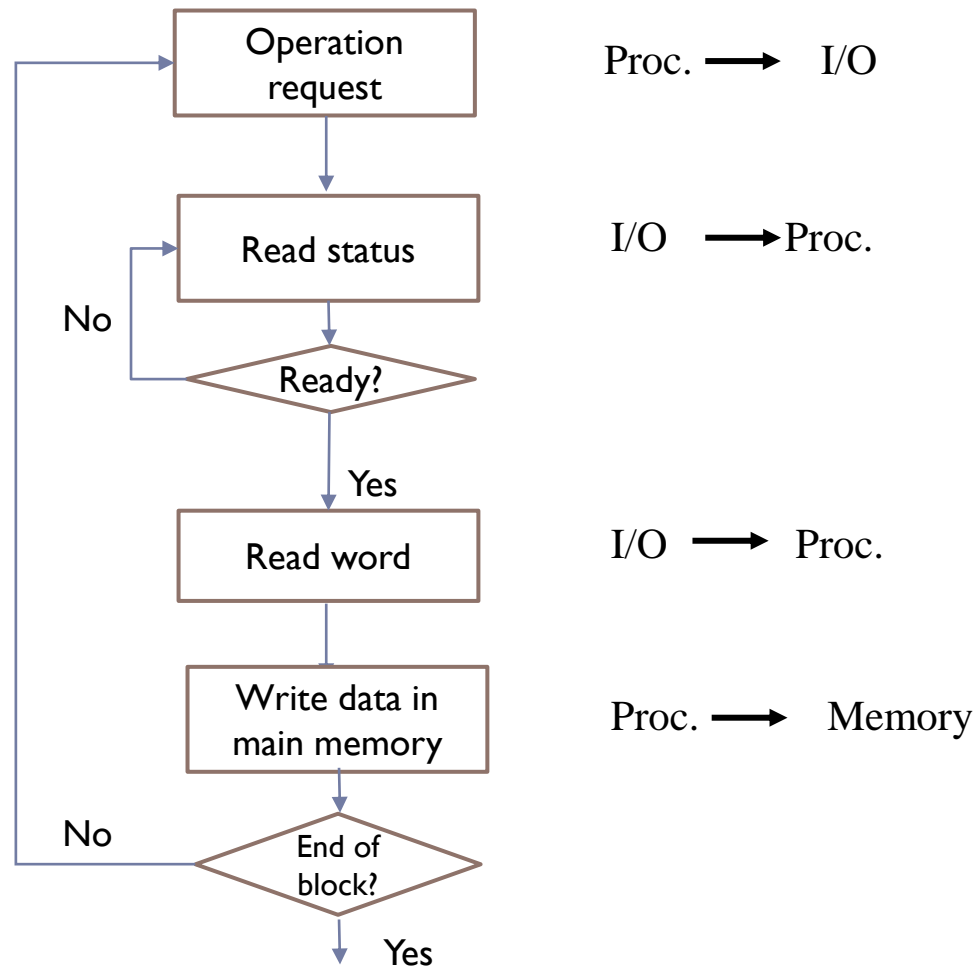 Operation
request
Proc. → I/O
Read status
I/O → Proc.
No
Ready?
Yes
Read word
I/O → Proc.
Write data in
main memory
Proc. → Memory
No
End of
block?
Yes